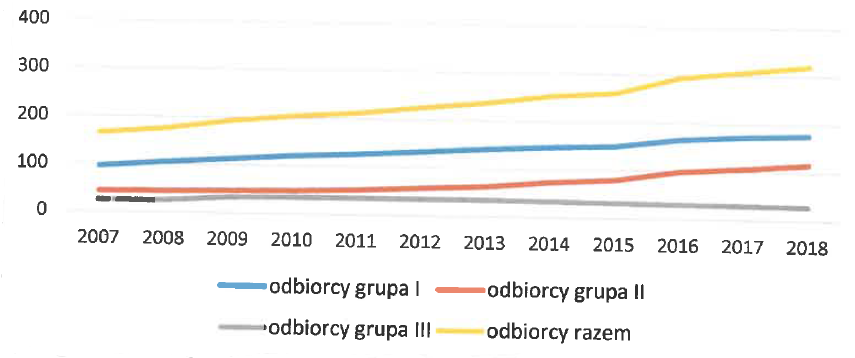 400
300
200
100
0
2007 2008 2009 2010 2011 2012 2013 2014 2015 2016 2017 2018
odbiorcy grupa I odbiorcy grupa II
odbiorcy grupa III odbiorcy razem